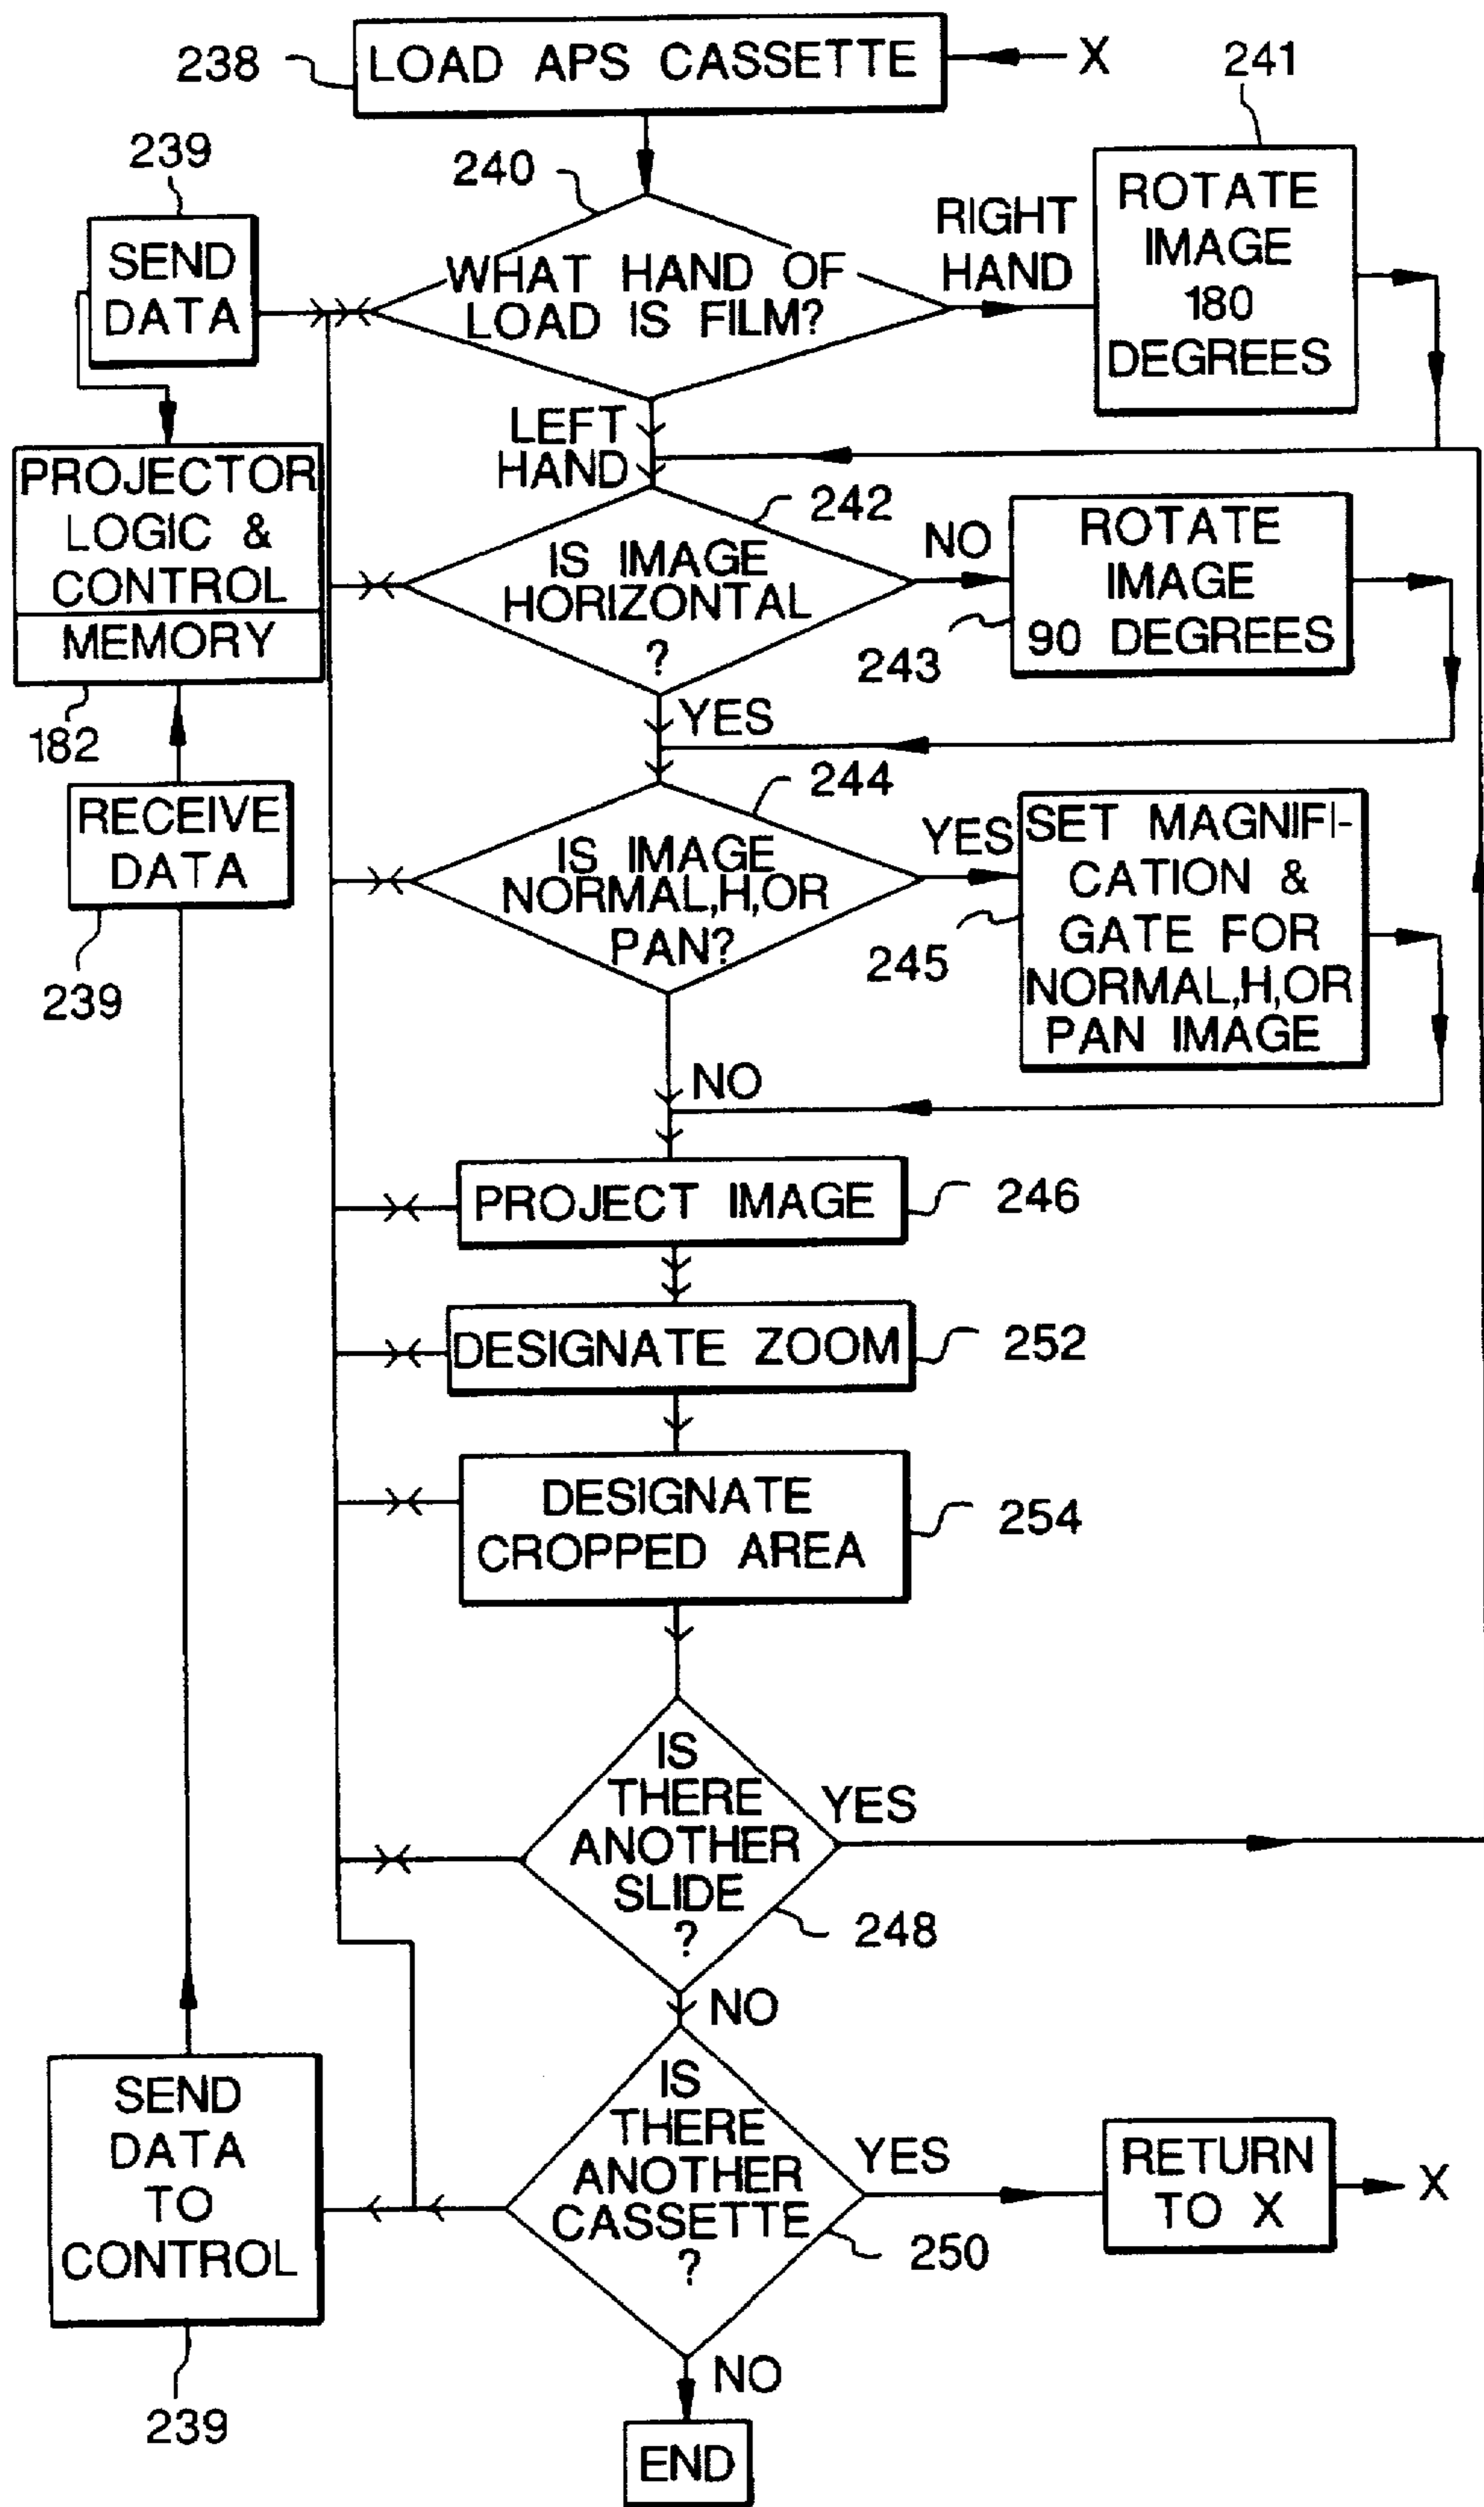 238
LOAD APS CASSETTE
X
241
239
240
SEND
DATA
WHAT HAND OF
LOAD IS FILM?
RIGHT
HAND
ROTATE
IMAGE
180
DEGREES
LEFT
HAND
PROJECTOR
LOGIC &
CONTROL
MEMORY
182
242
IS IMAGE
HORIZONTAL
?
NO
ROTATE
IMAGE
90 DEGREES
243
YES
RECEIVE
DATA
239
244
IS IMAGE
NORMAL,H,OR
PAN?
YES
SET MAGNIFI-
CATION &
GATE FOR
NORMAL,H,OR
PAN IMAGE
245
NO
PROJECT IMAGE
246
DESIGNATE ZOOM
252
DESIGNATE
CROPPED AREA
254
IS
THERE
ANOTHER
SLIDE
?
YES
248
NO
SEND
DATA
TO
CONTROL
239
IS
THERE
ANOTHER
CASSETTE
?
YES
250
RETURN
TO X
X
NO
END